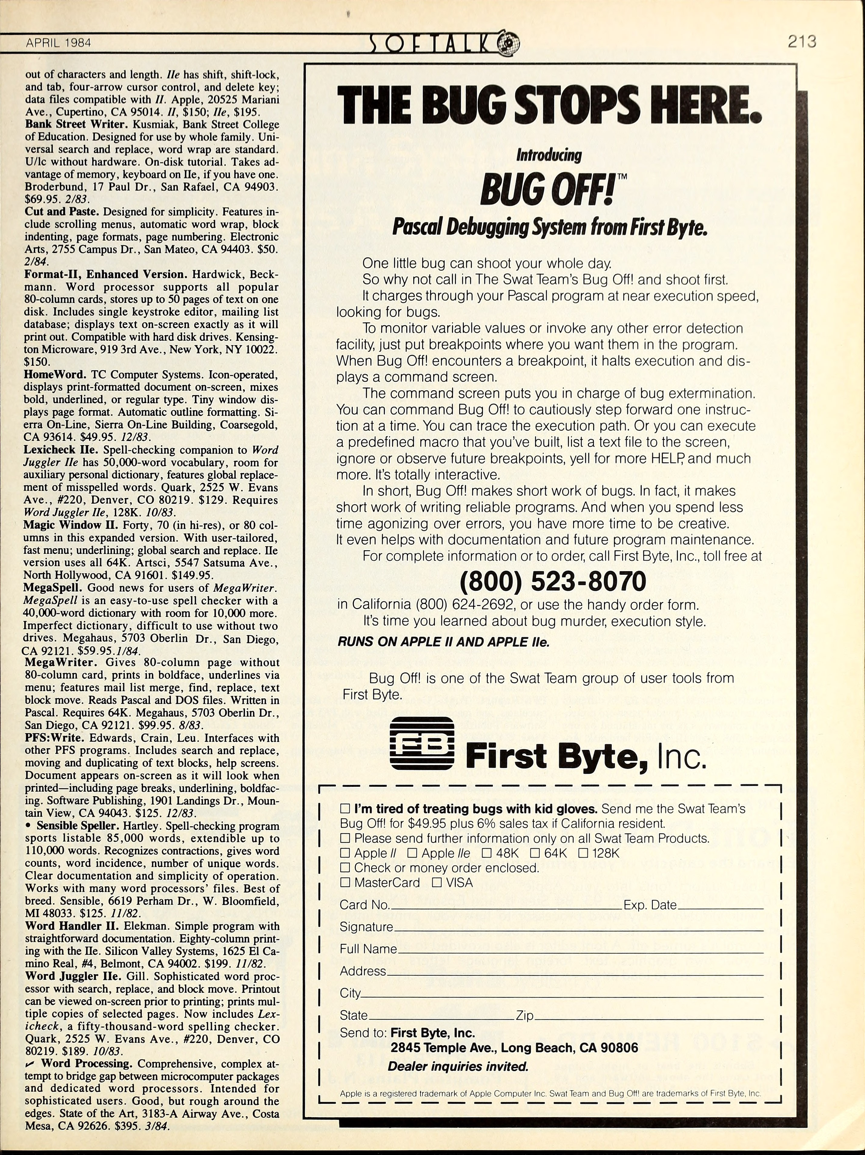 APRIL 1984
SOFTALK
213
out of characters and length. IIe has shift, shift-lock,
and tab, four-arrow cursor control, and delete key;
data files compatible with II. Apple, 20525 Mariani
Ave., Cupertino, CA 95014. II, $150; IIe, $195.
Bank Street Writer. Kusmiak, Bank Street College
of Education. Designed for use by whole family. Uni-
versal search and replace, word wrap are standard.
U/lc without hardware. On-disk tutorial. Takes ad-
vantage of memory, keyboard on IIe, if you have one.
Broderbund, 17 Paul Dr., San Rafael, CA 94903.
$69.95. 2/83.
Cut and Paste. Designed for simplicity. Features in-
clude scrolling menus, automatic word wrap, block
indenting, page formats, page numbering. Electronic
Arts, 2755 Campus Dr., San Mateo, CA 94403. $50.
2/84.
Format-II, Enhanced Version. Hardwick, Beck-
mann. Word processor supports all popular
80-column cards, stores up to 50 pages of text on one
disk. Includes single keystroke editor, mailing list
database; displays text on-screen exactly as it will
print out. Compatible with hard disk drives. Kensing-
ton Microware, 919 3rd Ave., New York, NY 10022.
$150.
HomeWord. TC Computer Systems. Icon-operated,
displays print-formatted document on-screen, mixes
bold, underlined, or regular type. Tiny window dis-
plays page format. Automatic outline formatting. Si-
erra On-Line, Sierra On-Line Building, Coarsegold,
CA 93614. $49.95. 12/83.
Lexicheck IIe. Spell-checking companion to Word
Juggler IIe has 50,000-word vocabulary, room for
auxiliary personal dictionary, features global replace-
ment of misspelled words. Quark, 2525 W. Evans
Ave., #220, Denver, CO 80219. $129. Requires
Word Juggler IIe, 128K. 10/83.
Magic Window II. Forty, 70 (in hi-res), or 80 col-
umns in this expanded version. With user-tailored,
fast menu; underlining; global search and replace. IIe
version uses all 64K. Artsci, 5547 Satsuma Ave.,
North Hollywood, CA 91601. $149.95.
MegaSpell. Good news for users of MegaWriter.
MegaSpell is an easy-to-use spell checker with a
40,000-word dictionary with room for 10,000 more.
Imperfect dictionary, difficult to use without two
drives. Megahaus, 5703 Oberlin Dr., San Diego,
CA 92121. $59.95.1/84.
MegaWriter. Gives 80-column page without
80-column card, prints in boldface, underlines via
menu; features mail list merge, find, replace, text
block move. Reads Pascal and DOS files. Written in
Pascal. Requires 64K. Megahaus, 5703 Oberlin Dr.,
San Diego, CA 92121. $99.95. 8/83.
PFS:Write. Edwards, Crain, Leu. Interfaces with
other PFS programs. Includes search and replace,
moving and duplicating of text blocks, help screens.
Document appears on-screen as it will look when
printed—including page breaks, underlining, boldfac-
ing. Software Publishing, 1901 Landings Dr., Moun-
tain View, CA 94043. $125. 12/83.
• Sensible Speller. Hartley. Spell-checking program
sports listable 85,000 words, extendible up to
110,000 words. Recognizes contractions, gives word
counts, word incidence, number of unique words.
Clear documentation and simplicity of operation.
Works with many word processors' files. Best of
breed. Sensible, 6619 Perham Dr., W. Bloomfield,
MI 48033. $125. 11/82.
Word Handler II. Elekman. Simple program with
straightforward documentation. Eighty-column print-
ing with the IIe. Silicon Valley Systems, 1625 El Ca-
mino Real, #4, Belmont, CA 94002. $199. 11/82.
Word Juggler IIe. Gill. Sophisticated word proc-
essor with search, replace, and block move. Printout
can be viewed on-screen prior to printing; prints mul-
tiple copies of selected pages. Now includes Lex-
icheck, a fifty-thousand-word spelling checker.
Quark, 2525 W. Evans Ave., #220, Denver, CO
80219. $189. 10/83.
✓ Word Processing. Comprehensive, complex at-
tempt to bridge gap between microcomputer packages
and dedicated word processors. Intended for
sophisticated users. Good, but rough around the
edges. State of the Art, 3183-A Airway Ave., Costa
Mesa, CA 92626. $395. 3/84.
THE BUG STOPS HERE.
Introducing
BUG OFF!™
Pascal Debugging System from First Byte.
One little bug can shoot your whole day.
So why not call in The Swat Team's Bug Off! and shoot first.
It charges through your Pascal program at near execution speed,
looking for bugs.
To monitor variable values or invoke any other error detection
facility, just put breakpoints where you want them in the program.
When Bug Off! encounters a breakpoint, it halts execution and dis-
plays a command screen.
The command screen puts you in charge of bug extermination.
You can command Bug Off! to cautiously step forward one instruc-
tion at a time. You can trace the execution path. Or you can execute
a predefined macro that you've built, list a text file to the screen,
ignore or observe future breakpoints, yell for more HELP, and much
more. It's totally interactive.
In short, Bug Off! makes short work of bugs. In fact, it makes
short work of writing reliable programs. And when you spend less
time agonizing over errors, you have more time to be creative.
It even helps with documentation and future program maintenance.
For complete information or to order, call First Byte, Inc., toll free at
(800) 523-8070
in California (800) 624-2692, or use the handy order form.
It's time you learned about bug murder, execution style.
RUNS ON APPLE II AND APPLE IIe.
Bug Off! is one of the Swat Team group of user tools from
First Byte.
FB First Byte, Inc.
☐ I'm tired of treating bugs with kid gloves. Send me the Swat Team's
Bug Off! for $49.95 plus 6% sales tax if California resident.
☐ Please send further information only on all Swat Team Products.
☐ Apple // ☐ Apple //e ☐ 48K ☐ 64K ☐ 128K
☐ Check or money order enclosed.
☐ MasterCard ☐ VISA
Card No. Exp. Date
Signature
Full Name
Address
City
State Zip
Send to: First Byte, Inc.
2845 Temple Ave., Long Beach, CA 90806
Dealer inquiries invited.
Apple is a registered trademark of Apple Computer Inc. Swat Team and Bug Off! are trademarks of First Byte, Inc.